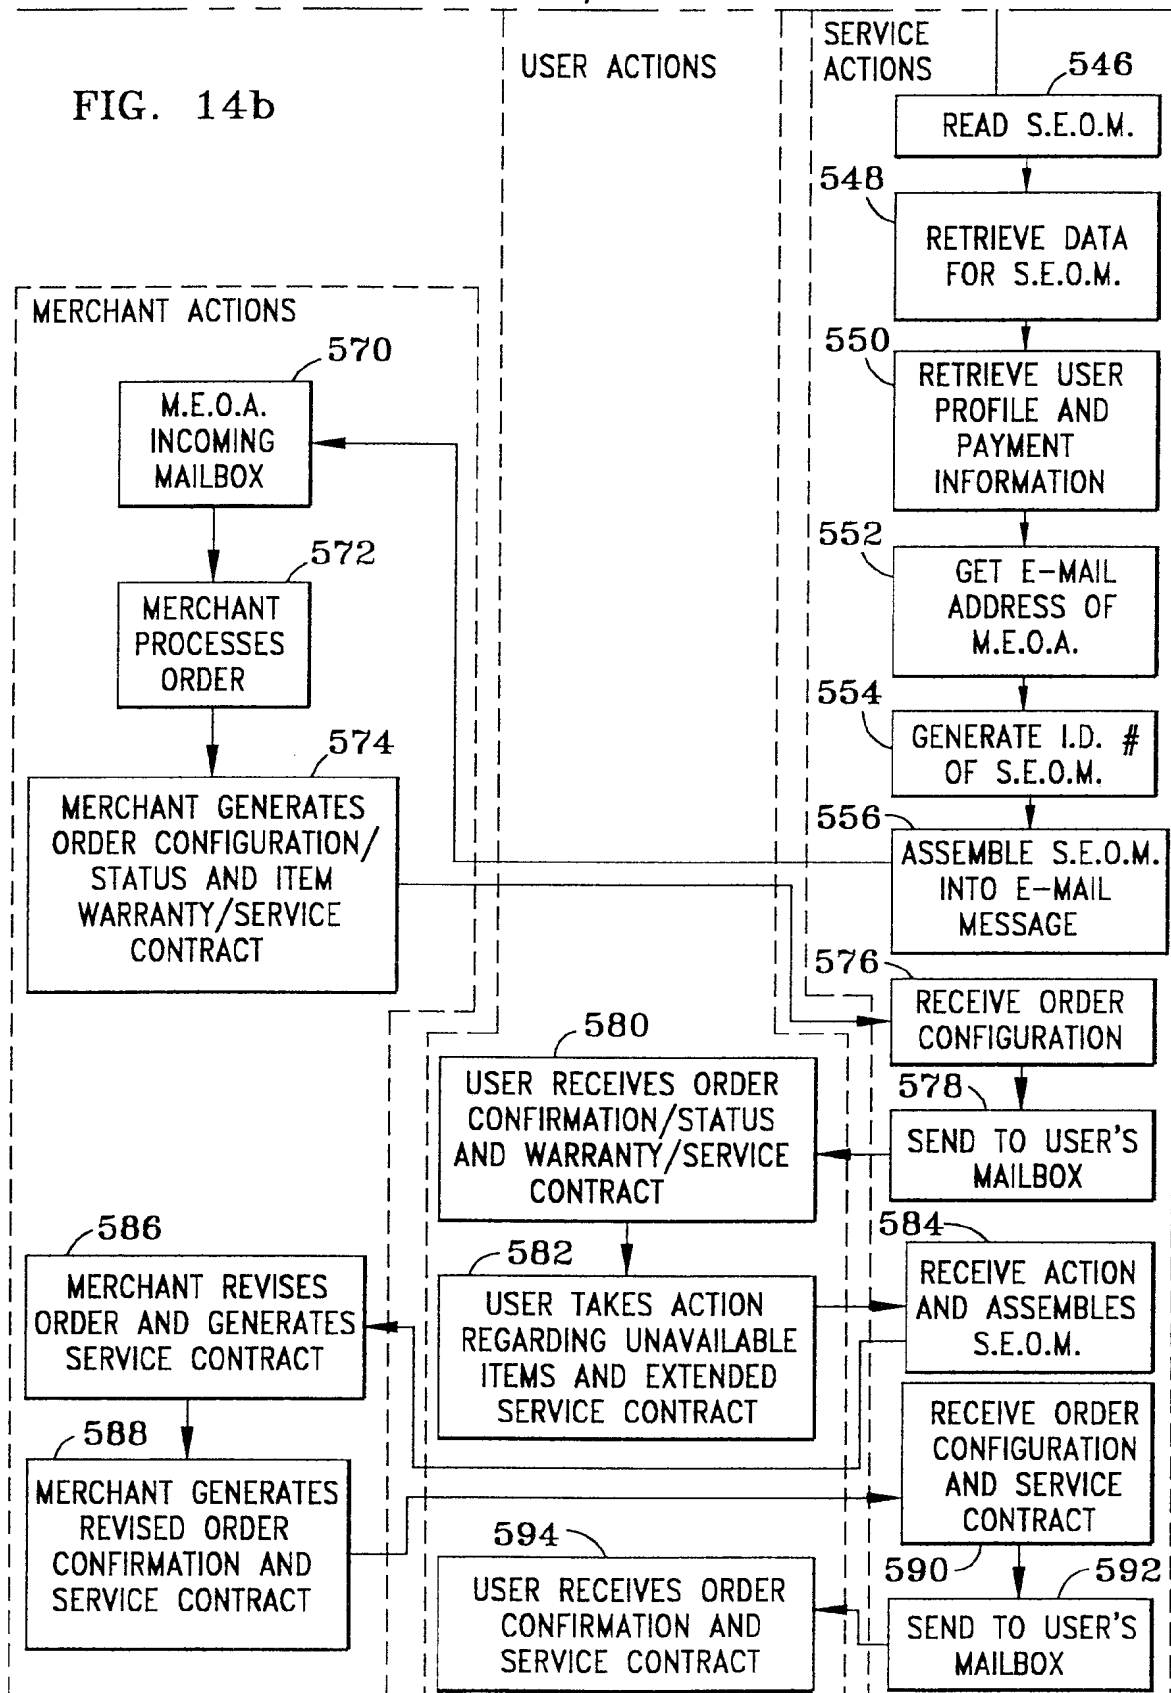 FIG. 14b
USER ACTIONS
SERVICE
ACTIONS
546
READ S.E.O.M.
548
RETRIEVE DATA
FOR S.E.O.M.
550
RETRIEVE USER
PROFILE AND
PAYMENT
INFORMATION
552
GET E-MAIL
ADDRESS OF
M.E.O.A.
554
GENERATE I.D. #
OF S.E.O.M.
556
ASSEMBLE S.E.O.M.
INTO E-MAIL
MESSAGE
MERCHANT ACTIONS
570
M.E.O.A.
INCOMING
MAILBOX
572
MERCHANT
PROCESSES
ORDER
574
MERCHANT GENERATES
ORDER CONFIGURATION/
STATUS AND ITEM
WARRANTY/SERVICE
CONTRACT
576
RECEIVE ORDER
CONFIGURATION
578
SEND TO USER'S
MAILBOX
580
USER RECEIVES ORDER
CONFIRMATION/STATUS
AND WARRANTY/SERVICE
CONTRACT
582
USER TAKES ACTION
REGARDING UNAVAILABLE
ITEMS AND EXTENDED
SERVICE CONTRACT
584
RECEIVE ACTION
AND ASSEMBLES
S.E.O.M.
586
MERCHANT REVISES
ORDER AND GENERATES
SERVICE CONTRACT
588
MERCHANT GENERATES
REVISED ORDER
CONFIRMATION AND
SERVICE CONTRACT
RECEIVE ORDER
CONFIGURATION
AND SERVICE
CONTRACT
590
592
SEND TO USER'S
MAILBOX
594
USER RECEIVES ORDER
CONFIRMATION AND
SERVICE CONTRACT